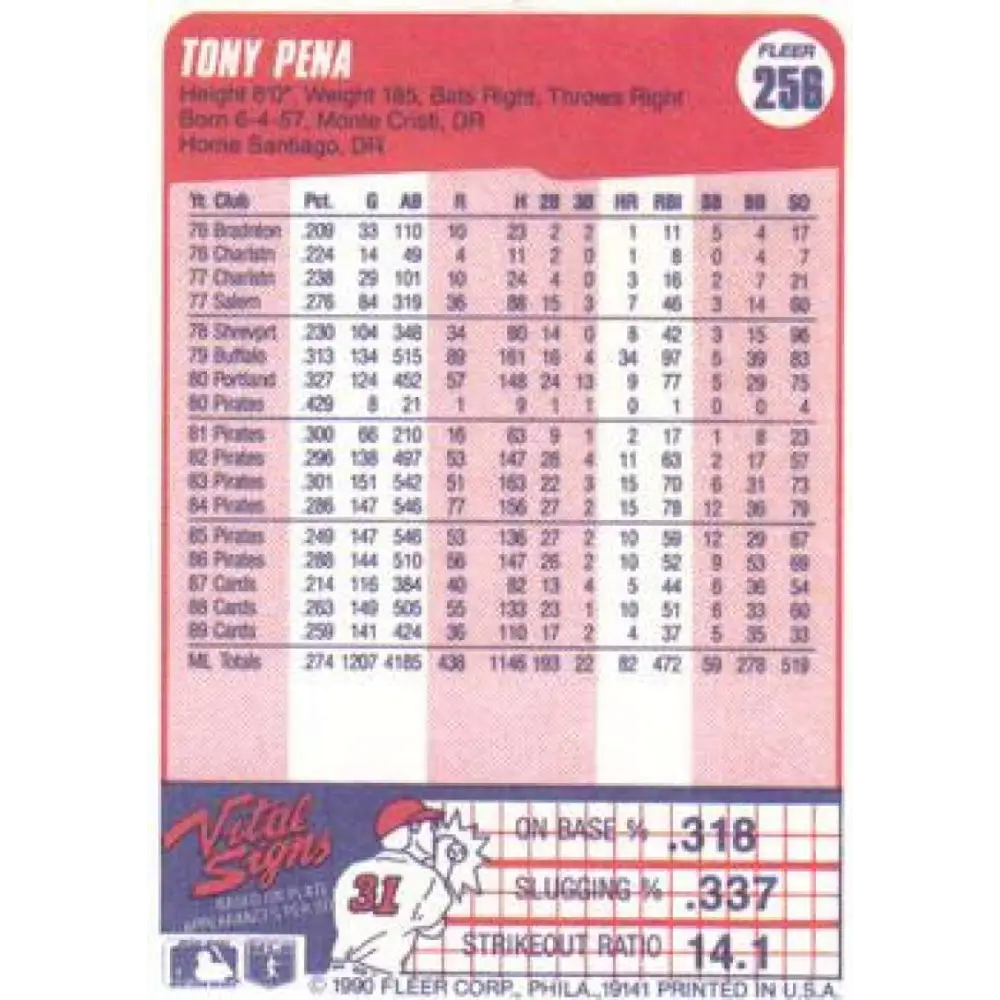 TONY PENA
FLEER
256
Height 6'0", Weight 185, Bats Right, Throws Right
Born 6-4-57, Monte Cristi, DR
Home Santiago, DR
Yr. Club Pct. G AB R H 2B 3B HR RBI SB BB SO
76 Bradnton .209 33 110 10 23 2 2 1 11 5 4 17
76 Charlstn .224 14 49 4 11 2 0 1 8 0 4 7
77 Charlstn .238 29 101 10 24 4 0 3 16 2 7 21
77 Salem .276 84 319 36 88 15 3 7 46 3 14 60
78 Shrevprt .230 104 348 34 80 14 0 8 42 3 15 96
79 Buffalo .313 134 515 89 161 16 4 34 97 5 39 83
80 Portland .327 124 452 57 148 24 13 9 77 5 29 75
80 Pirates .429 8 21 1 9 1 1 0 1 0 0 4
81 Pirates .300 66 210 16 63 9 1 2 17 1 8 23
82 Pirates .296 138 497 53 147 28 4 11 63 2 17 57
83 Pirates .301 151 542 51 163 22 3 15 70 6 31 73
84 Pirates .286 147 546 77 156 27 2 15 78 12 36 79
85 Pirates .249 147 546 53 136 27 2 10 59 12 29 67
86 Pirates .288 144 510 56 147 26 2 10 52 9 53 69
87 Cards .214 116 384 40 82 13 4 5 44 6 36 54
88 Cards .263 149 505 55 133 23 1 10 51 6 33 60
89 Cards .259 141 424 36 110 17 2 4 37 5 35 33
ML Totals .274 1207 4185 438 1146 193 22 82 472 59 278 519
Vital Signs
BASED ON PLATE
APPEARANCES PER SO
31
ON BASE % .318
SLUGGING % .337
STRIKEOUT RATIO 14.1
© 1990 FLEER CORP., PHILA., 19141 PRINTED IN U.S.A.